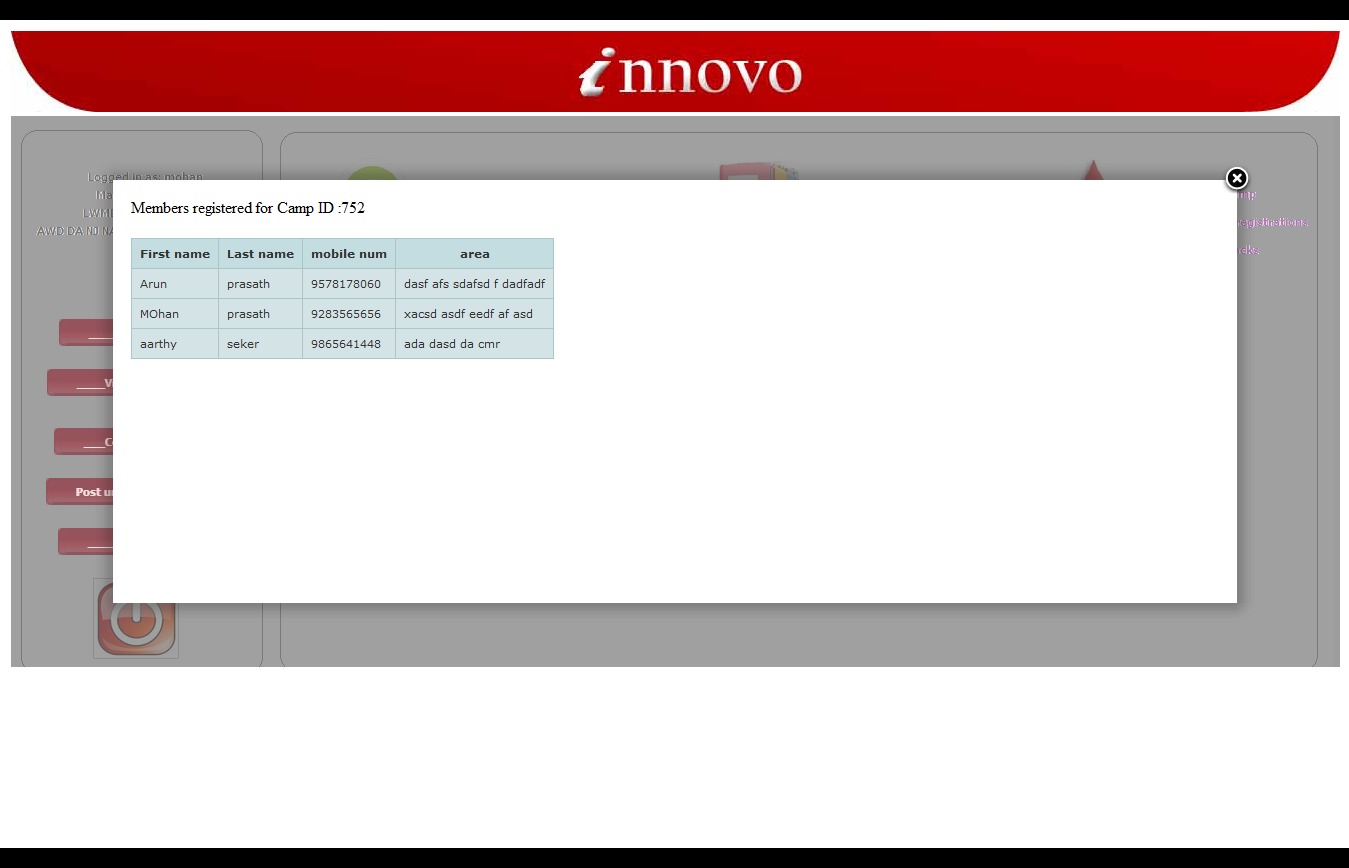 innovo
Logged in as: mohan
Members registered for Camp ID :752
First name Last name mobile num area
Arun prasath 9578178060 dasf afs sdafsd f dadfadf
MOhan prasath 9283565656 xacsd asdf eedf af asd
aarthy seker 9865641448 ada dasd da cmr
Post